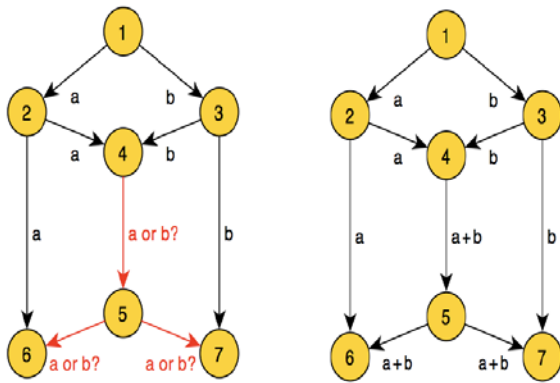 1 1
a b a b
2 3 2 3
4 4
a b a b
a a or b? b a a+b b
5 5
6 7 6 7
a or b? a or b? a+b a+b